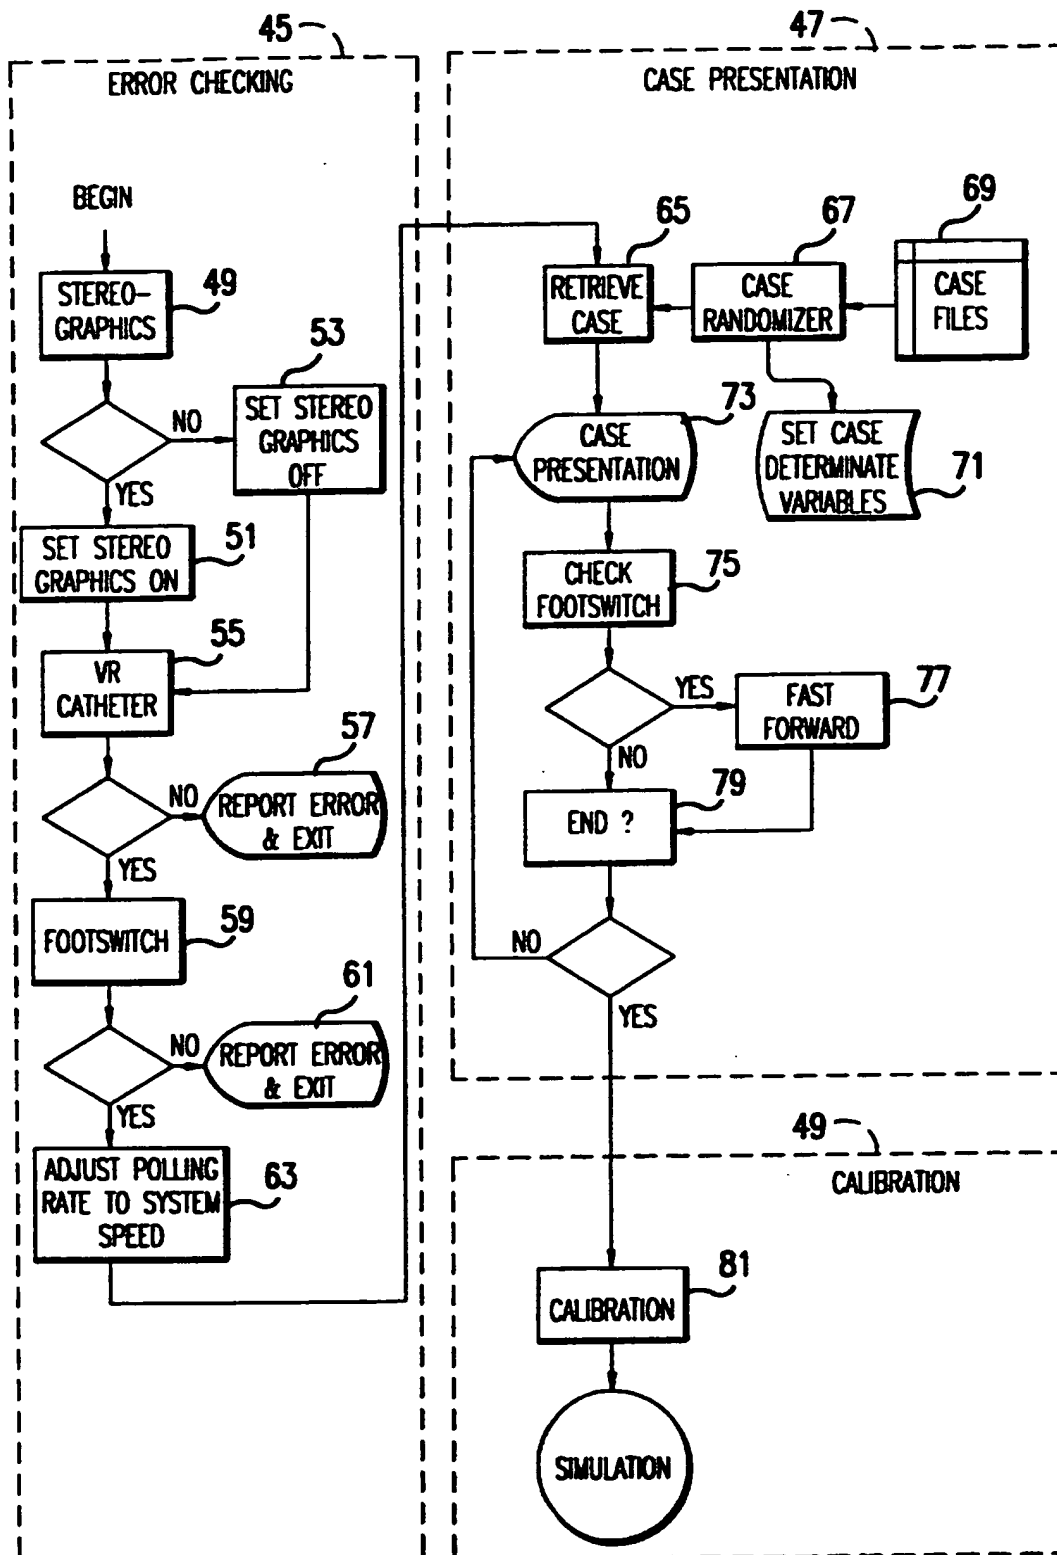 45
ERROR CHECKING
BEGIN
STEREO-
GRAPHICS
49
NO
53
SET STEREO
GRAPHICS
OFF
YES
SET STEREO
GRAPHICS ON
51
VR
CATHETER
55
NO
57
REPORT ERROR
& EXIT
YES
FOOTSWITCH
59
NO
61
REPORT ERROR
& EXIT
YES
ADJUST POLLING
RATE TO SYSTEM
SPEED
63
47
CASE PRESENTATION
65
RETRIEVE
CASE
67
CASE
RANDOMIZER
69
CASE
FILES
73
CASE
PRESENTATION
SET CASE
DETERMINATE
VARIABLES
71
CHECK
FOOTSWITCH
75
YES
FAST
FORWARD
77
NO
END ?
79
NO
YES
49
CALIBRATION
CALIBRATION
81
SIMULATION